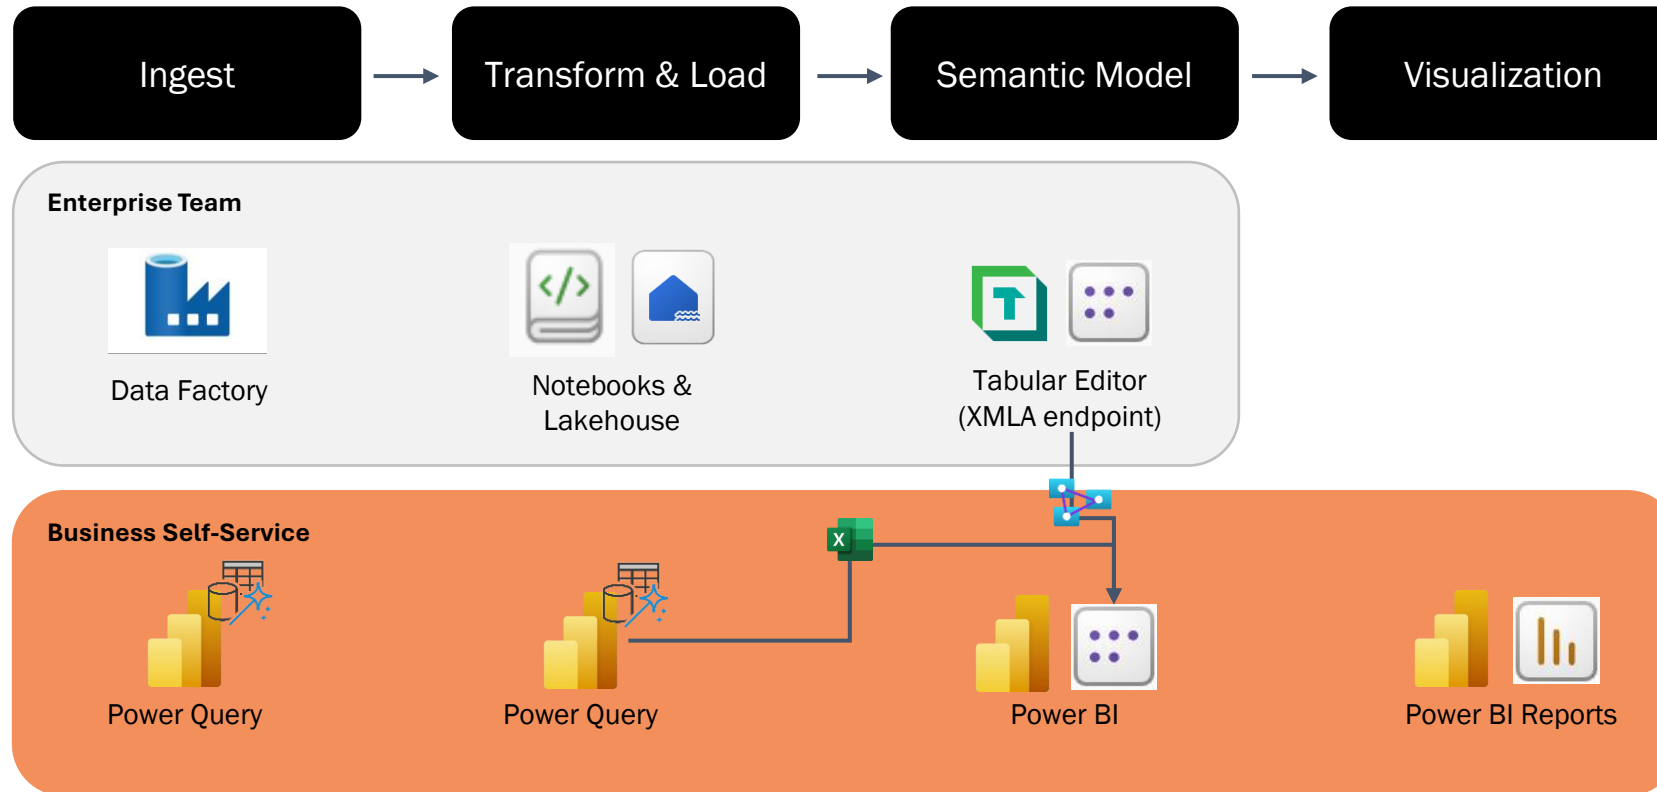 Ingest
Transform & Load
Semantic Model
Visualization
Enterprise Team
Data Factory
Notebooks &
Lakehouse
Tabular Editor
(XMLA endpoint)
Business Self-Service
X
Power Query
Power Query
Power BI
Power BI Reports